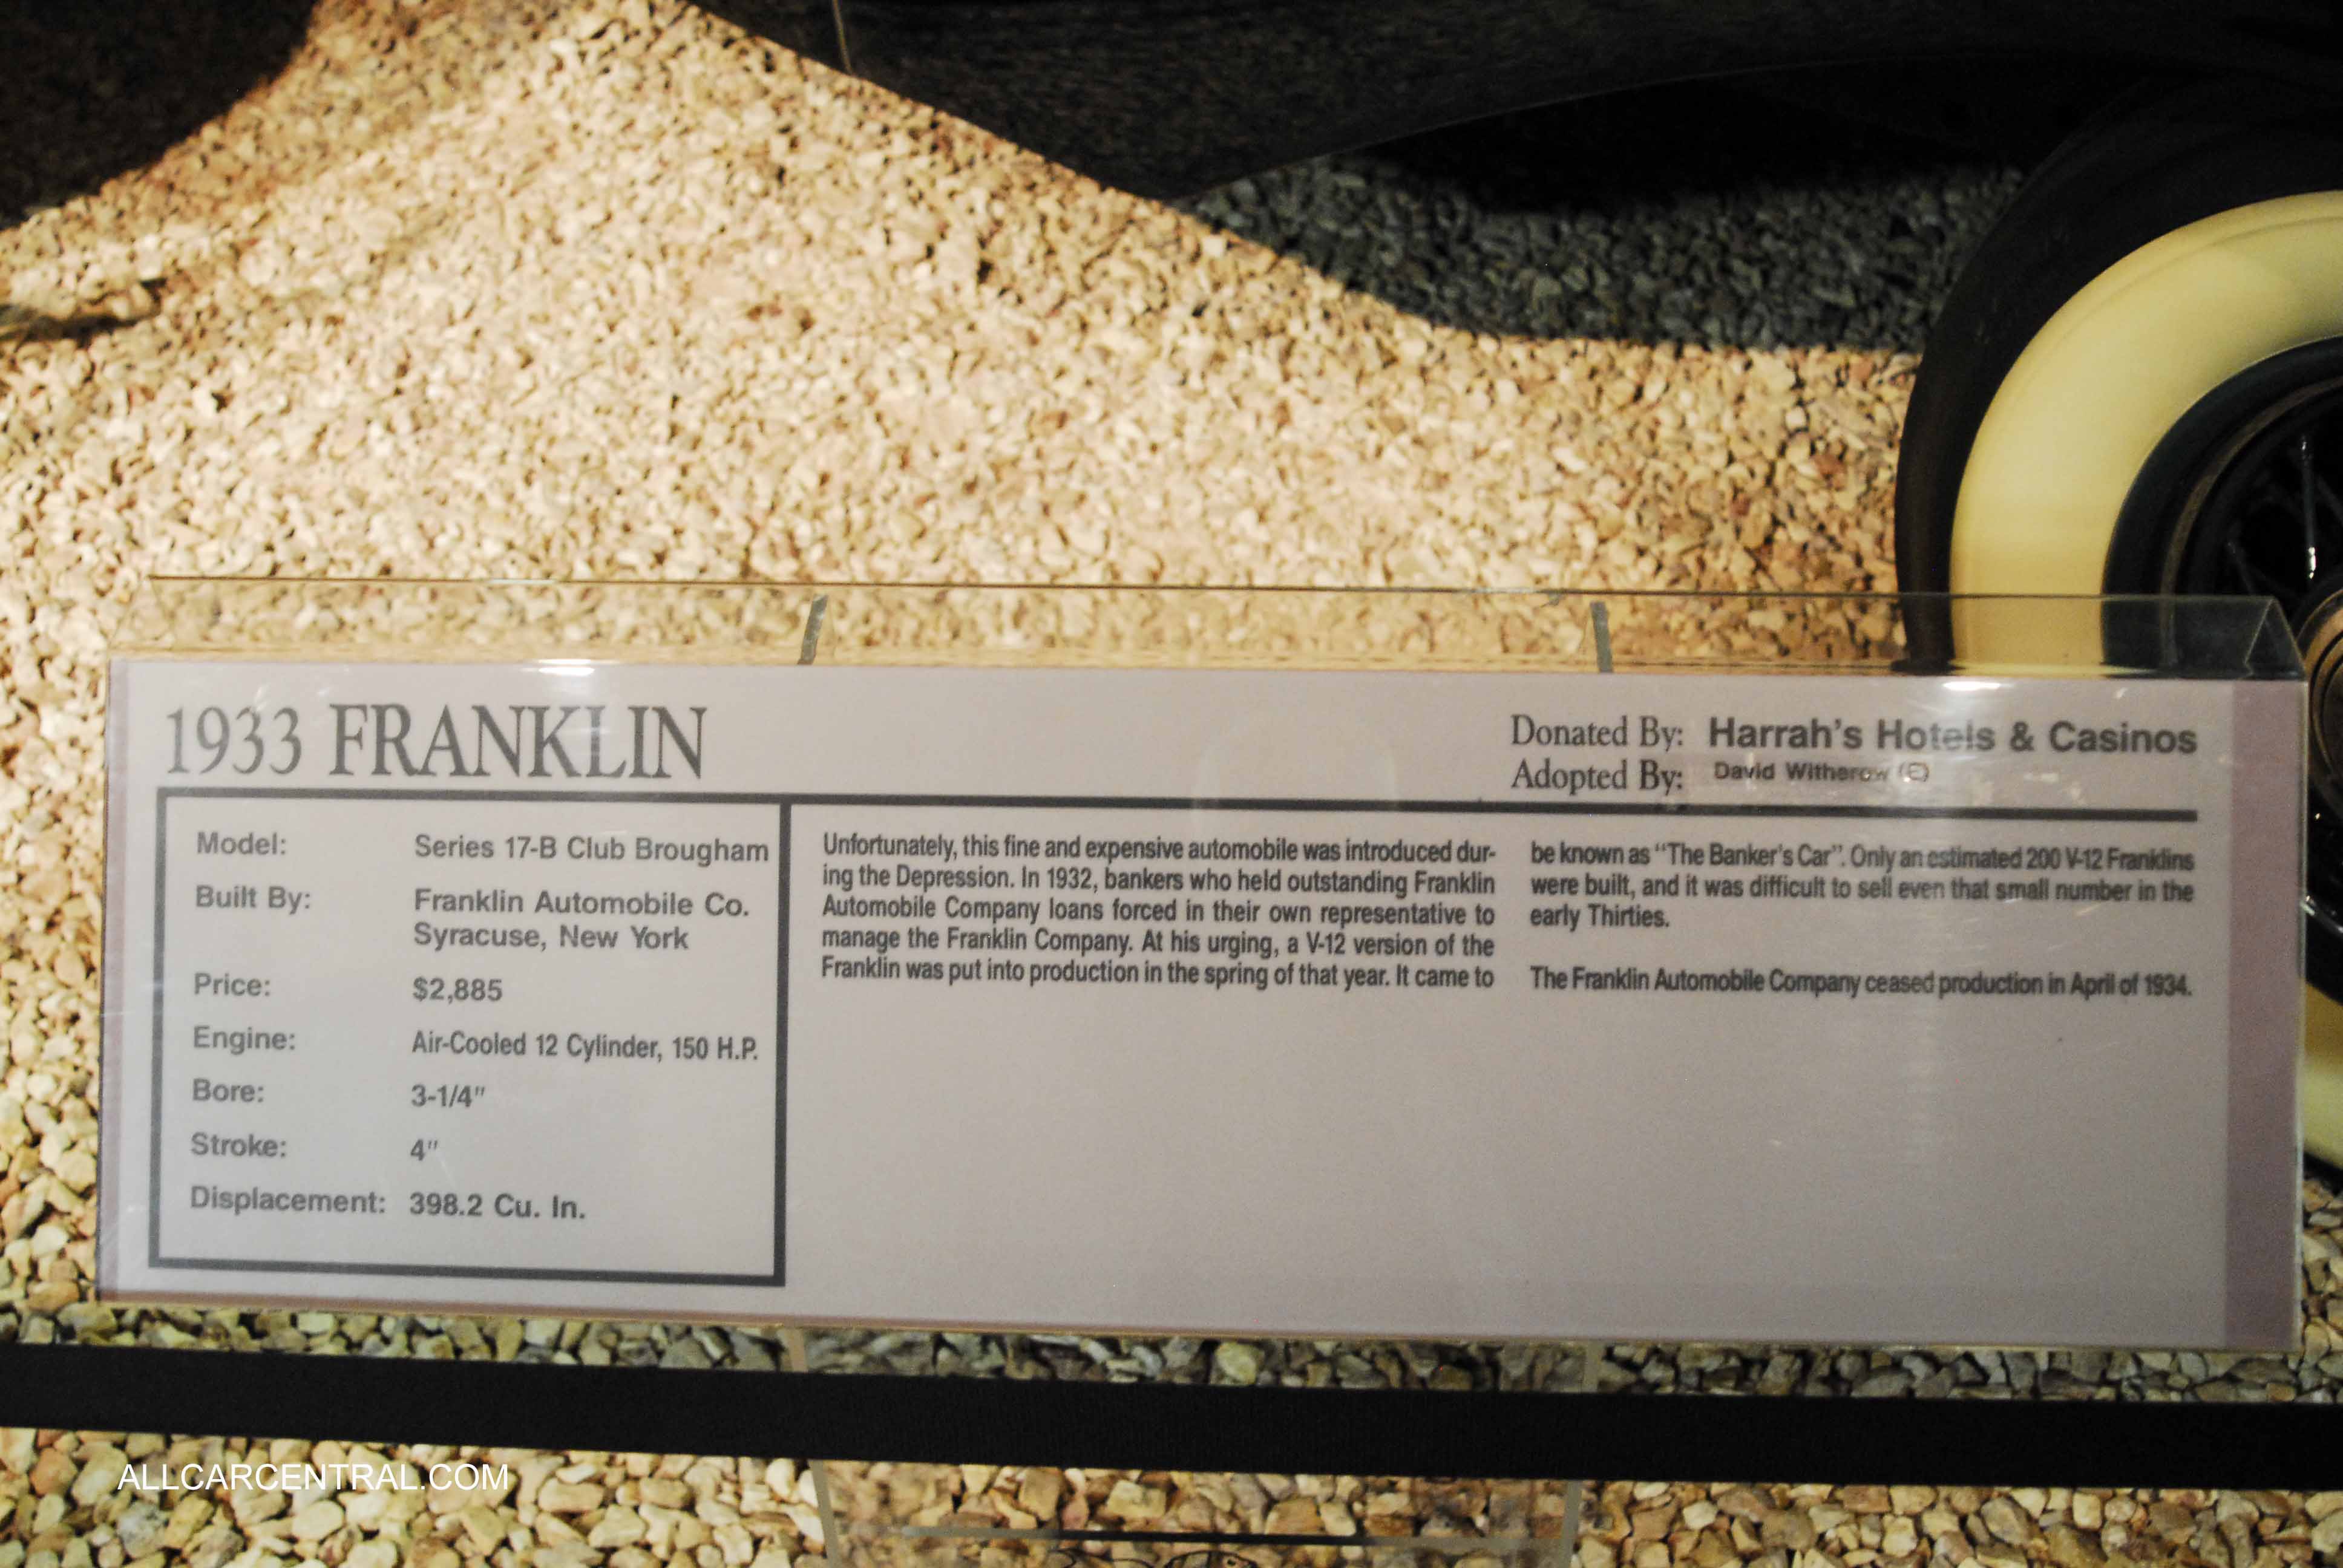 1933 FRANKLIN
Donated By: Harrah's Hotels & Casinos
Adopted By: David Witherow (E)
Model: Series 17-B Club Brougham
Built By: Franklin Automobile Co.
Syracuse, New York
Price: $2,885
Engine: Air-Cooled 12 Cylinder, 150 H.P.
Bore: 3-1/4"
Stroke: 4"
Displacement: 398.2 Cu. In.
Unfortunately, this fine and expensive automobile was introduced dur-
ing the Depression. In 1932, bankers who held outstanding Franklin
Automobile Company loans forced in their own representative to
manage the Franklin Company. At his urging, a V-12 version of the
Franklin was put into production in the spring of that year. It came to
be known as "The Banker's Car". Only an estimated 200 V-12 Franklins
were built, and it was difficult to sell even that small number in the
early Thirties.
The Franklin Automobile Company ceased production in April of 1934.
ALLCARCENTRAL.COM